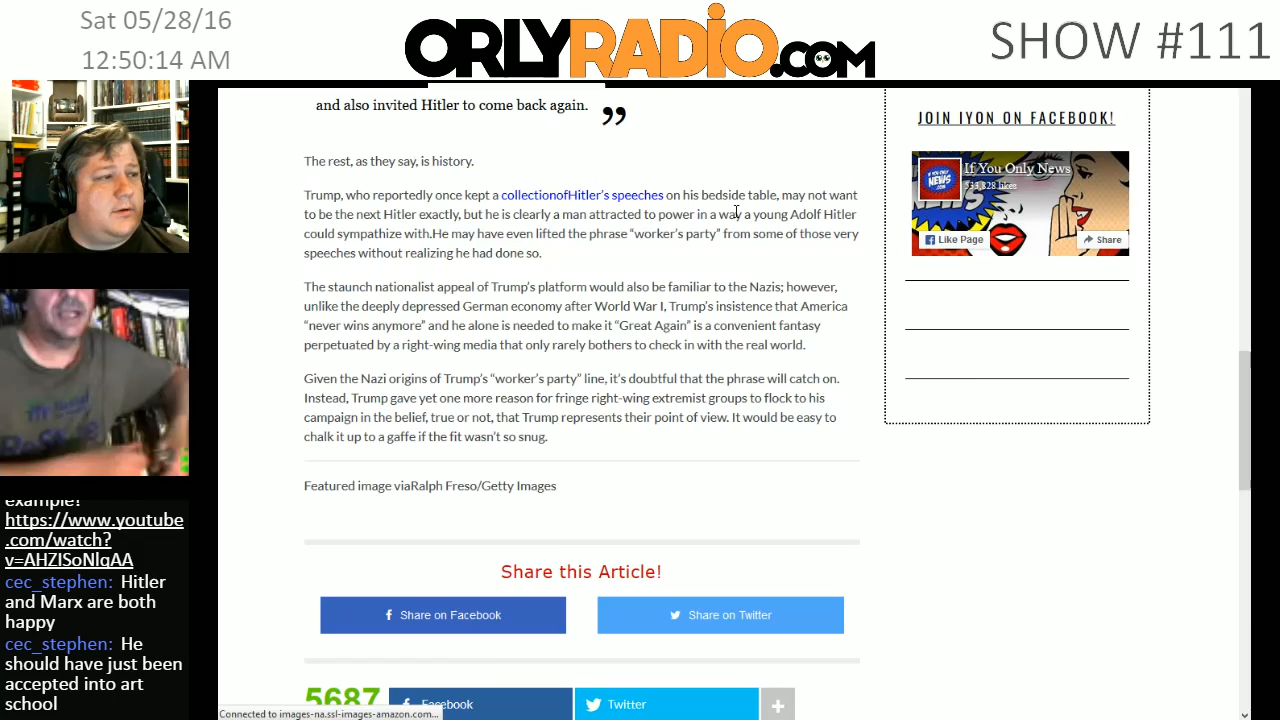 Sat 05/28/16
12:50:14 AM
ORLYRADiO.COM
SHOW #111
and also invited Hitler to come back again.
”
The rest, as they say, is history.
Trump, who reportedly once kept a collectionofHitler’s speeches on his bedside table, may not want
to be the next Hitler exactly, but he is clearly a man attracted to power in a way a young Adolf Hitler
could sympathize with.He may have even lifted the phrase “worker’s party” from some of those very
speeches without realizing he had done so.
The staunch nationalist appeal of Trump’s platform would also be familiar to the Nazis; however,
unlike the deeply depressed German economy after World War I, Trump’s insistence that America
“never wins anymore” and he alone is needed to make it “Great Again” is a convenient fantasy
perpetuated by a right-wing media that only rarely bothers to check in with the real world.
Given the Nazi origins of Trump’s “worker’s party” line, it’s doubtful that the phrase will catch on.
Instead, Trump gave yet one more reason for fringe right-wing extremist groups to flock to his
campaign in the belief, true or not, that Trump represents their point of view. It would be easy to
chalk it up to a gaffe if the fit wasn’t so snug.
Featured image viaRalph Freso/Getty Images
Share this Article!
Share on Facebook
Share on Twitter
5687
Facebook
Twitter
+
Connected to images-na.ssl-images-amazon.com...
JOIN IYON ON FACEBOOK!
IF YOU ONLY
NEWS
If You Only News
Like Page
Share
example!
https://www.youtube
.com/watch?
v=AHZISoNlqAA
cec_stephen: Hitler
and Marx are both
happy
cec_stephen: He
should have just been
accepted into art
school